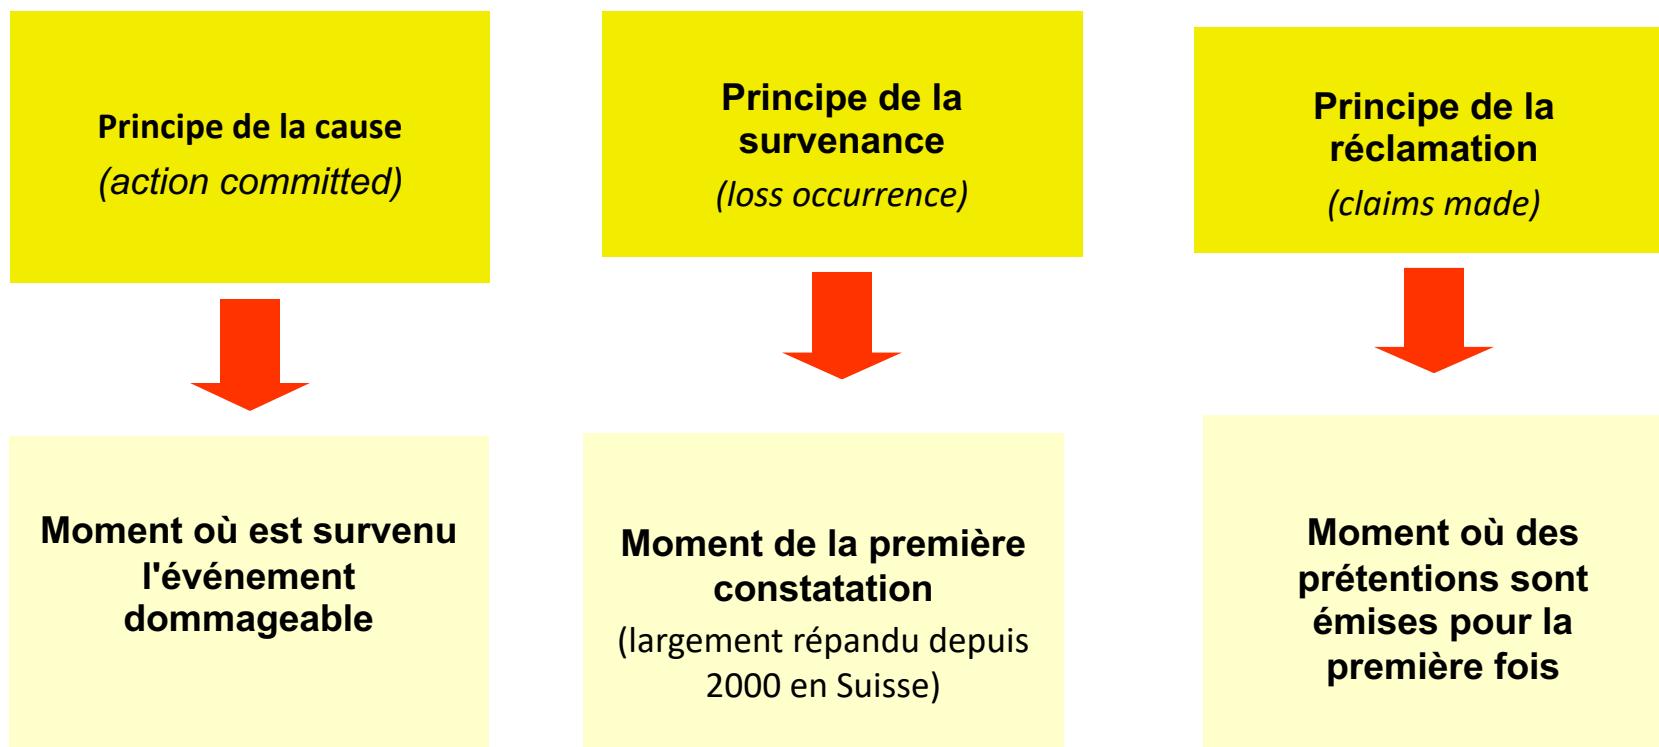 Principe de la cause
(action committed)
Principe de la
survenance
(loss occurrence)
Principe de la
réclamation
(claims made)
Moment où est survenu
l'événement
dommageable
Moment de la première
constatation
(largement répandu depuis
2000 en Suisse)
Moment où des
prétentions sont
émises pour la
première fois